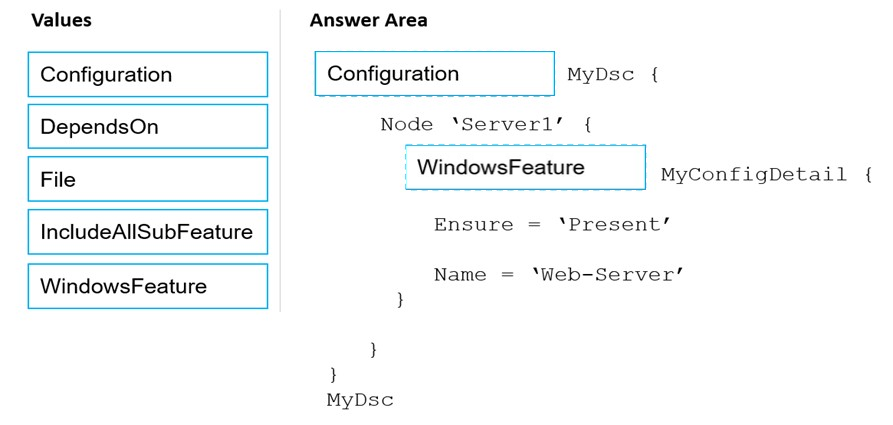 Values
Configuration
DependsOn
File
IncludeAllSubFeature
WindowsFeature
Answer Area
Configuration MyDsc {
Node ‘Server1’ {
WindowsFeature MyConfigDetail {
Ensure = ‘Present’
Name = ‘Web-Server’
}
}
}
MyDsc